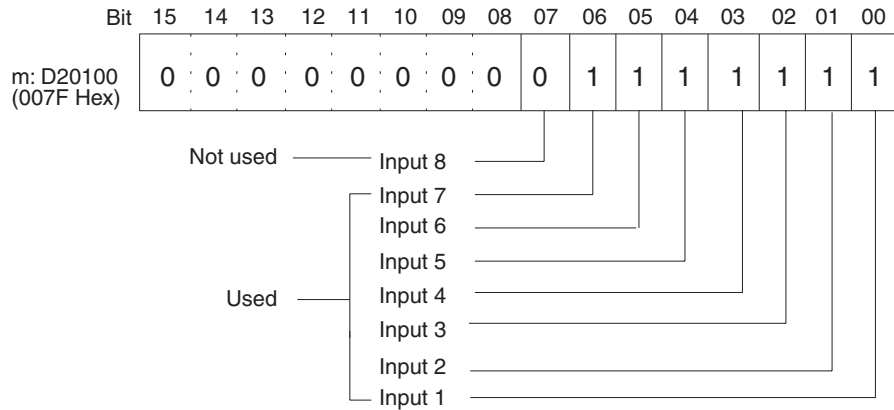 Bit 15 14 13 12 11 10 09 08 07 06 05 04 03 02 01 00
m: D20100
(007F Hex)
0 0 0 0 0 0 0 0 0 1 1 1 1 1 1 1
Not used Input 8
Input 7
Input 6
Input 5
Used Input 4
Input 3
Input 2
Input 1